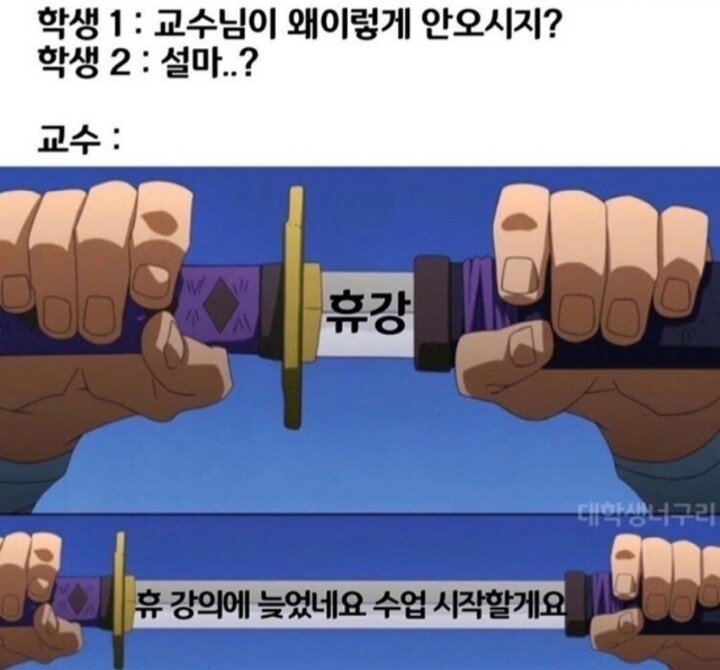 학생 1 : 교수님이 왜이렇게 안오시지?
학생 2 : 설마..?
교수 :
휴강
대학생너구리
휴 강의에 늦었네요 수업 시작할게요